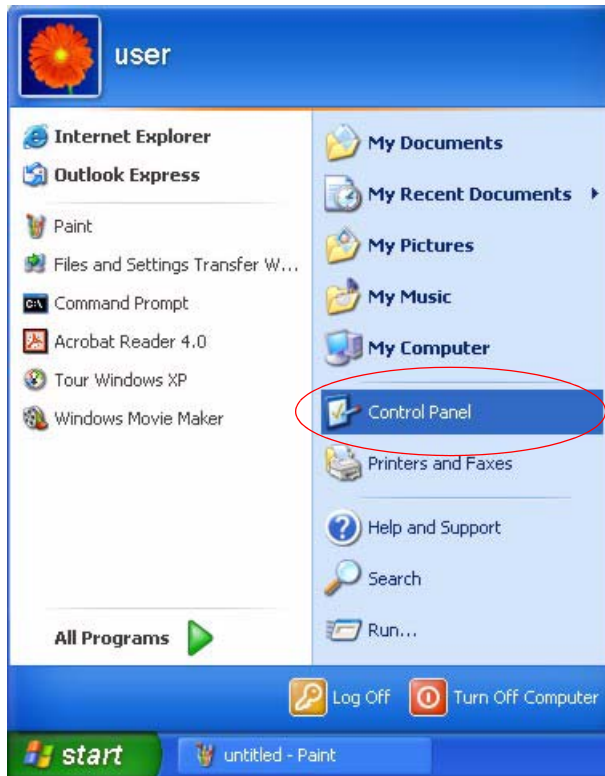 user
Internet Explorer
Outlook Express
Paint
Files and Settings Transfer W...
Command Prompt
Acrobat Reader 4.0
Tour Windows XP
Windows Movie Maker
All Programs
My Documents
My Recent Documents
My Pictures
My Music
My Computer
Control Panel
Printers and Faxes
Help and Support
Search
Run...
Log Off
Turn Off Computer
start
untitled - Paint